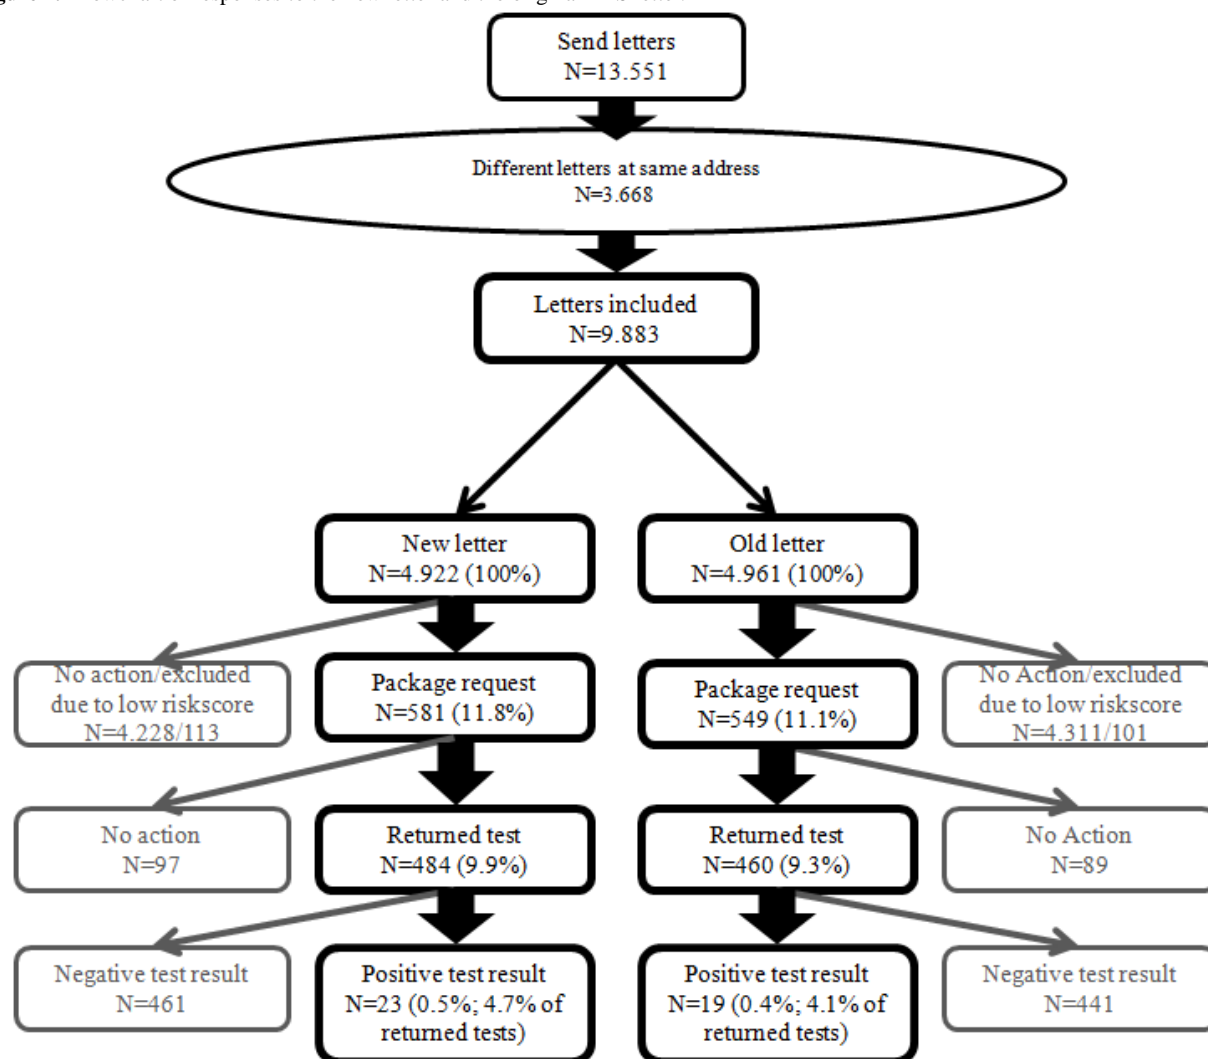 Send letters
N=13.551
Different letters at same address
N=3.668
Letters included
N=9.883
New letter
N=4.922 (100%)
Old letter
N=4.961 (100%)
No action/excluded
due to low riskscore
N=4.228/113
Package request
N=581 (11.8%)
Package request
N=549 (11.1%)
No Action/excluded
due to low riskscore
N=4.311/101
No action
N=97
Returned test
N=484 (9.9%)
Returned test
N=460 (9.3%)
No Action
N=89
Negative test result
N=461
Positive test result
N=23 (0.5%; 4.7% of
returned tests)
Positive test result
N=19 (0.4%; 4.1% of
returned tests)
Negative test result
N=441